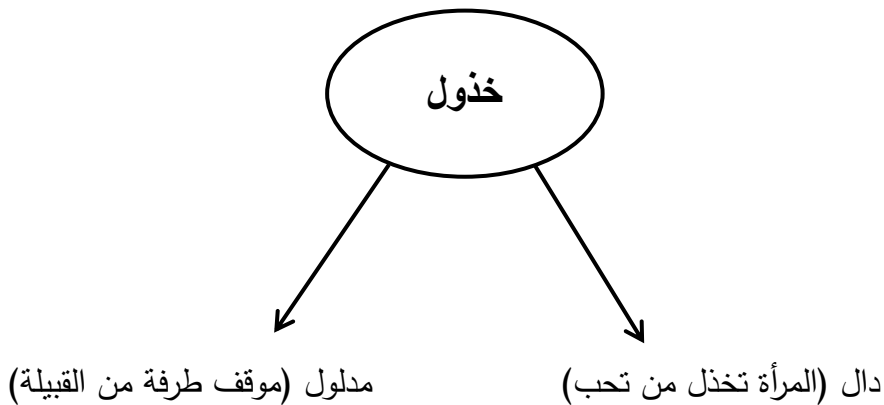 خذول
دال (المرأة تخذل من تحب)
مدلول (موقف طرفة من القبيلة)